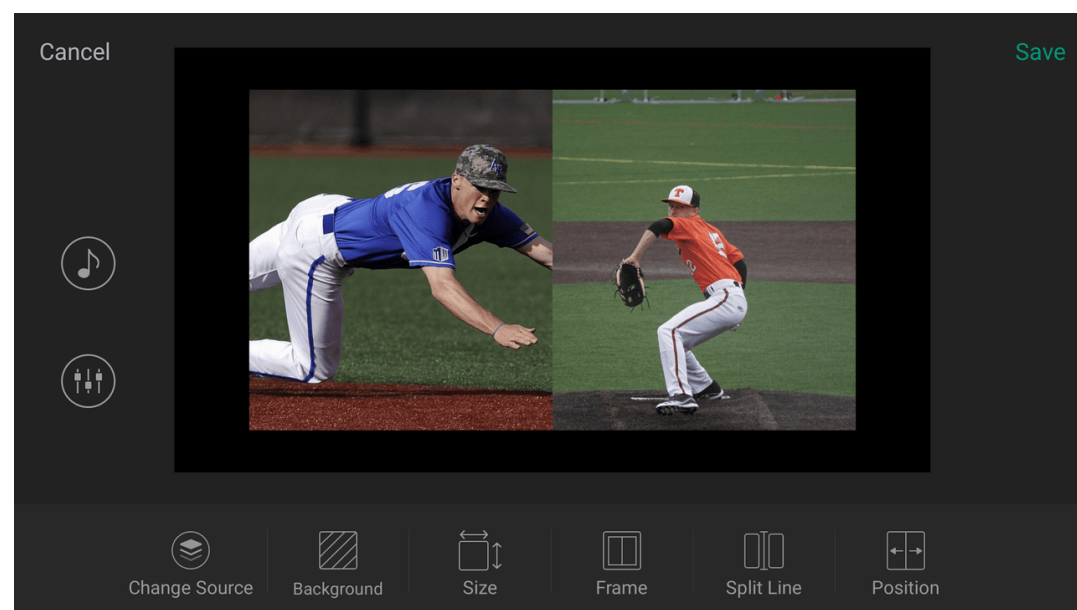 Cancel
Save
T
Change Source
Background
Size
Frame
Split Line
Position